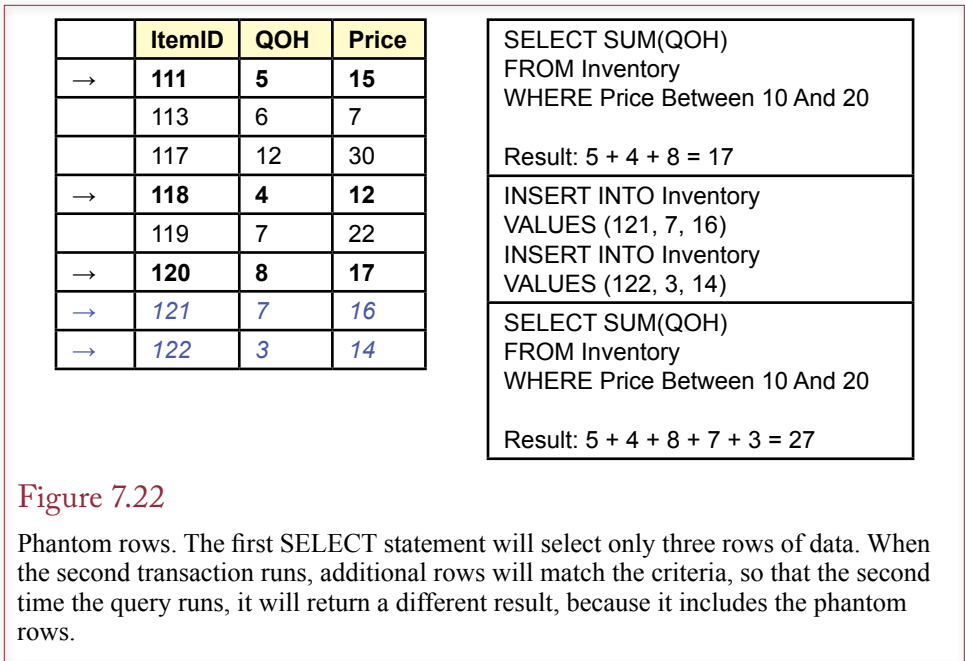 ItemID QOH Price
→ 111 5 15
113 6 7
117 12 30
→ 118 4 12
119 7 22
→ 120 8 17
→ 121 7 16
→ 122 3 14
SELECT SUM(QOH)
FROM Inventory
WHERE Price Between 10 And 20
Result: 5 + 4 + 8 = 17
INSERT INTO Inventory
VALUES (121, 7, 16)
INSERT INTO Inventory
VALUES (122, 3, 14)
SELECT SUM(QOH)
FROM Inventory
WHERE Price Between 10 And 20
Result: 5 + 4 + 8 + 7 + 3 = 27
Figure 7.22
Phantom rows. The first SELECT statement will select only three rows of data. When
the second transaction runs, additional rows will match the criteria, so that the second
time the query runs, it will return a different result, because it includes the phantom
rows.